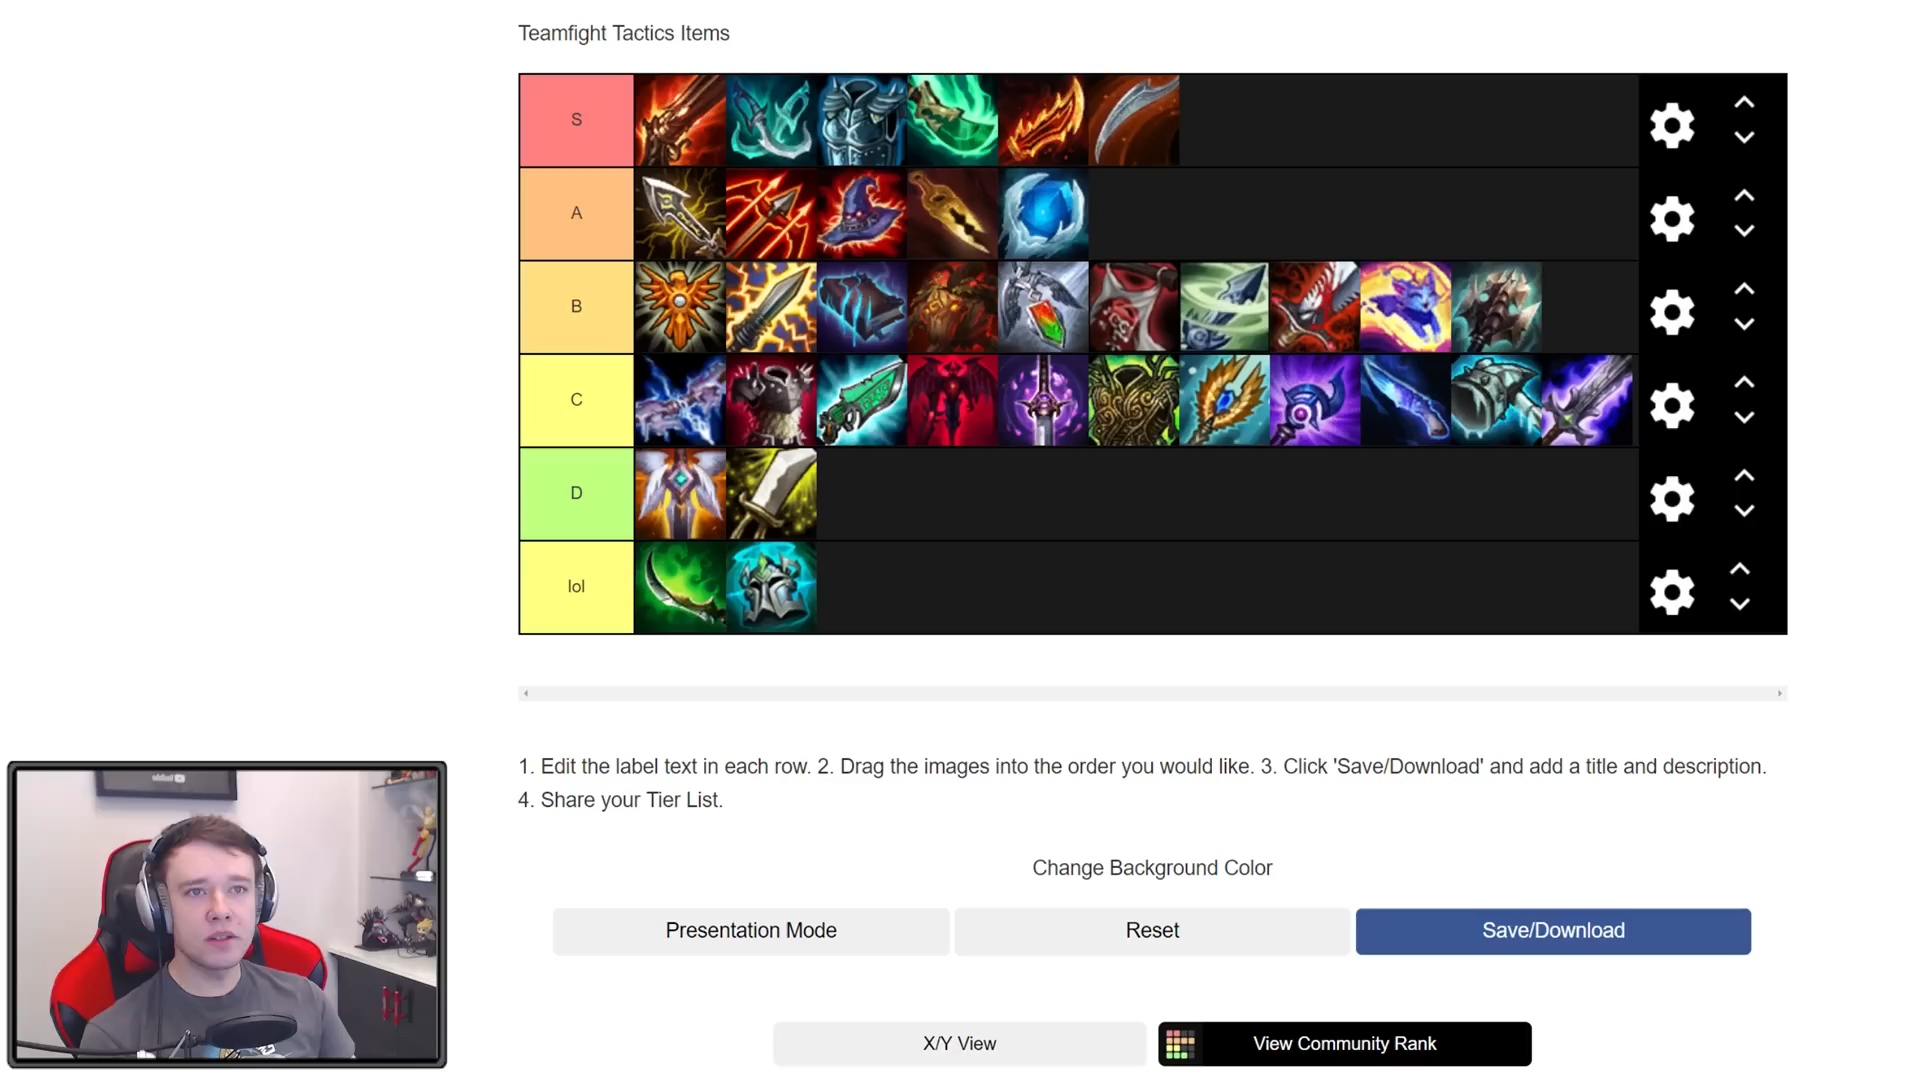 Teamfight Tactics Items
S
A
B
C
D
lol
1. Edit the label text in each row. 2. Drag the images into the order you would like. 3. Click 'Save/Download' and add a title and description.
4. Share your Tier List.
Change Background Color
Presentation Mode
Reset
Save/Download
X/Y View
View Community Rank